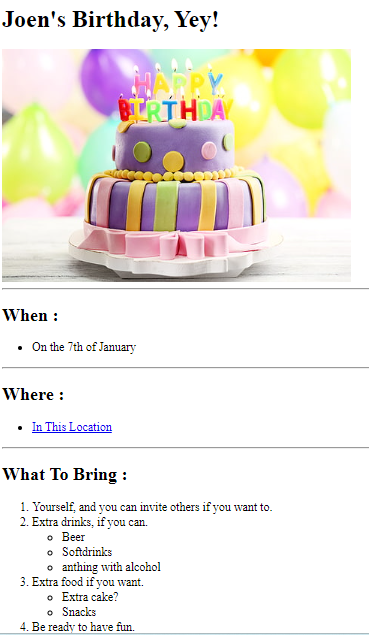 Joen's Birthday, Yey!
HAPPY
BIRTHDAY
When :
On the 7th of January
Where :
In This Location
What To Bring :
1. Yourself, and you can invite others if you want to.
2. Extra drinks, if you can.
Beer
Softdrinks
anthing with alcohol
3. Extra food if you want.
Extra cake?
Snacks
4. Be ready to have fun.